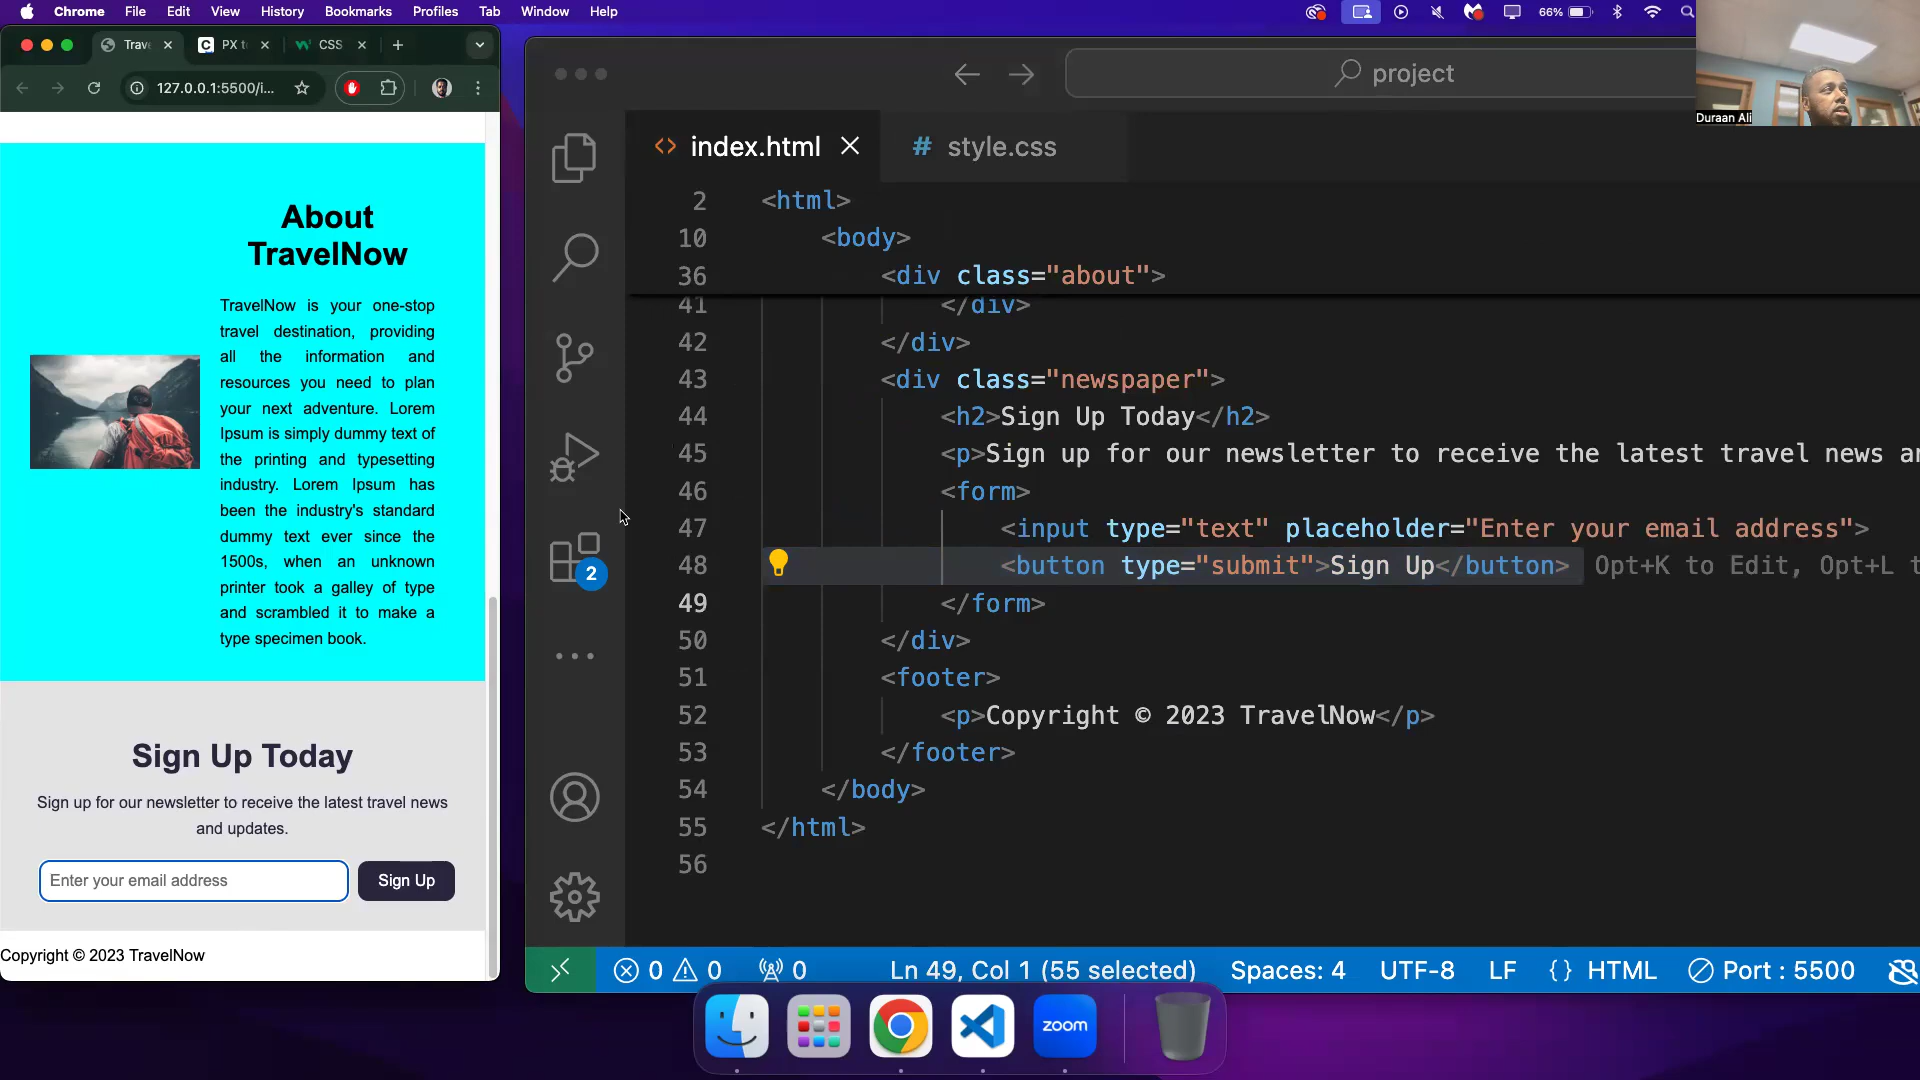 Chrome File Edit View History Bookmarks Profiles Tab Window Help
66%
Trave
PX t
CSS
127.0.0.1:5500/i...
About
TravelNow
TravelNow is your one-stop
travel destination, providing
all the information and
resources you need to plan
your next adventure. Lorem
Ipsum is simply dummy text of
the printing and typesetting
industry. Lorem Ipsum has
been the industry's standard
dummy text ever since the
1500s, when an unknown
printer took a galley of type
and scrambled it to make a
type specimen book.
Sign Up Today
Sign up for our newsletter to receive the latest travel news
and updates.
Enter your email address
Sign Up
Copyright © 2023 TravelNow
project
Duraan Ali
index.html
# style.css
2 <html>
10 <body>
36 <div class="about">
41 </div>
42 </div>
43 <div class="newspaper">
44 <h2>Sign Up Today</h2>
45 <p>Sign up for our newsletter to receive the latest travel news an
46 <form>
47 <input type="text" placeholder="Enter your email address">
48 <button type="submit">Sign Up</button> Opt+K to Edit, Opt+L t
49 </form>
50 </div>
51 <footer>
52 <p>Copyright © 2023 TravelNow</p>
53 </footer>
54 </body>
55 </html>
56
2
0 0 0 Ln 49, Col 1 (55 selected) Spaces: 4 UTF-8 LF {} HTML Port : 5500
zoom